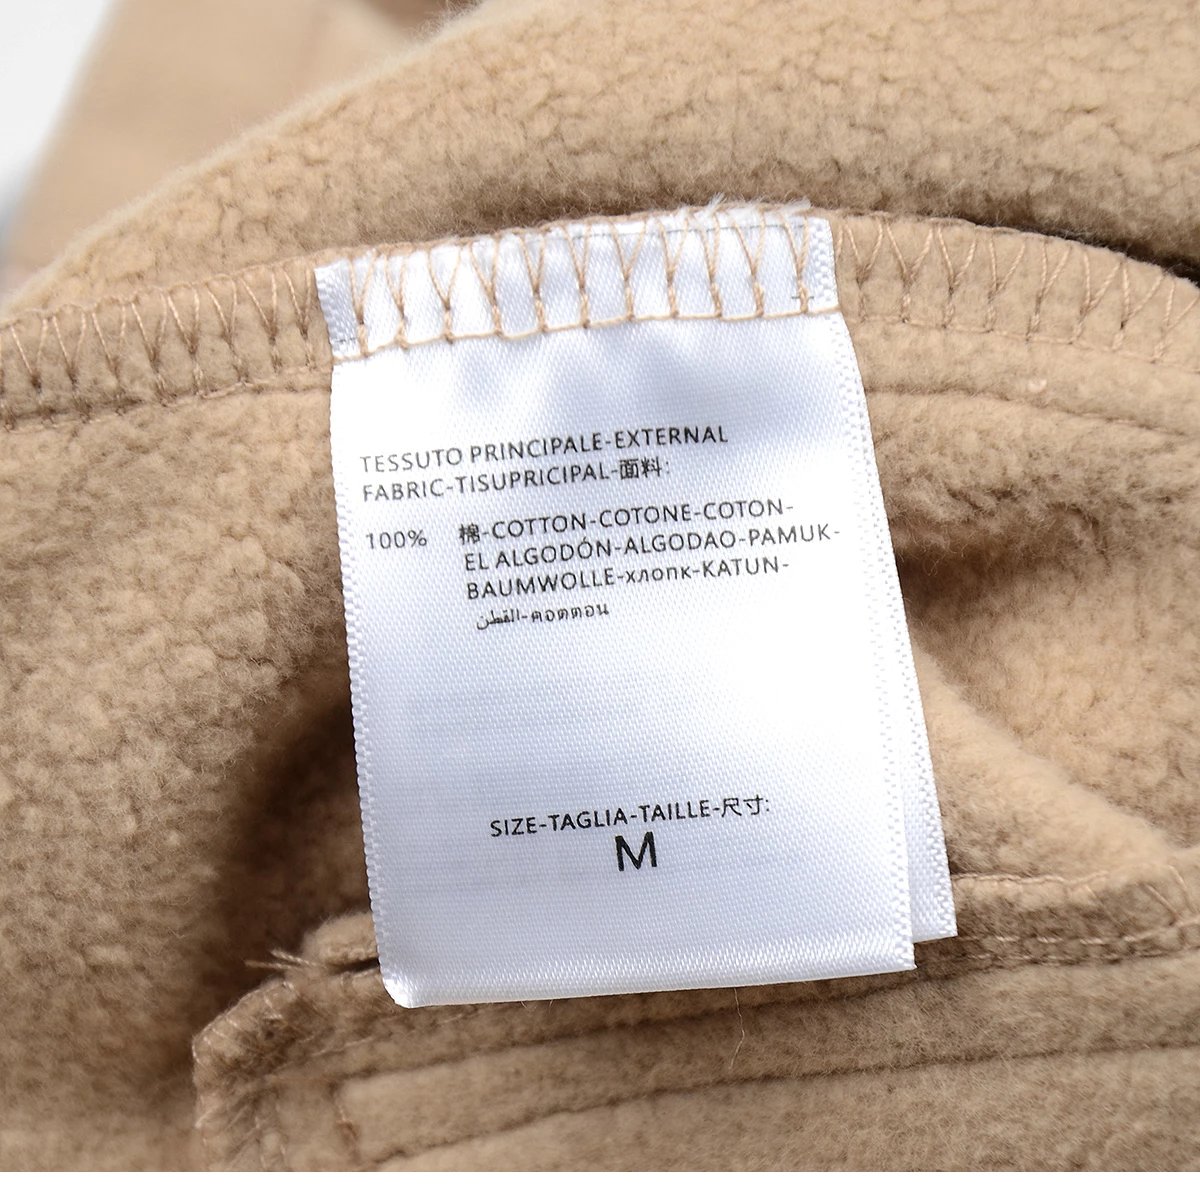 TESSUTO PRINCIPALE-EXTERNAL
FABRIC-TISUPRICIPAL-面料:
100% 棉-COTTON-COTONE-COTON-
EL ALGODÓN-ALGODAO-PAMUK-
BAUMWOLLE-хлопк-KATUN-
القطن-คอตตอน
SIZE-TAGLIA-TAILLE-尺寸:
M